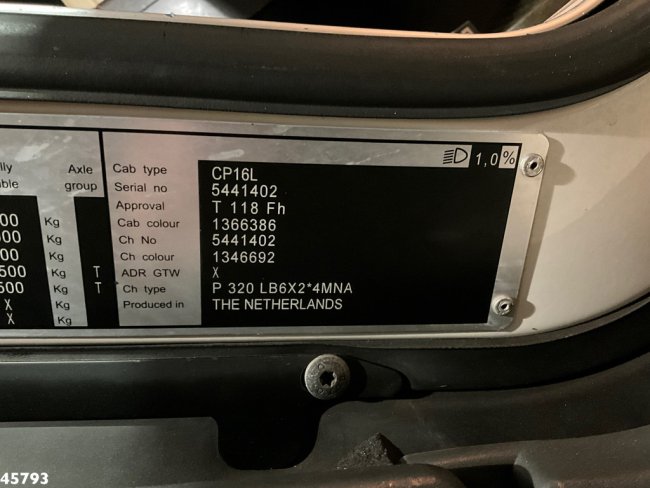 1,0%
lly Axle
ble group
Cab type CP16L
Serial no 5441402
Approval T 118 Fh
Cab colour 1366386
Ch No 5441402
Ch colour 1346692
ADR GTW X
Ch type P 320 LB6X2*4MNA
Produced in THE NETHERLANDS
00 Kg
500 Kg
00 Kg
500 Kg T
500 Kg T
X Kg
X Kg
45793